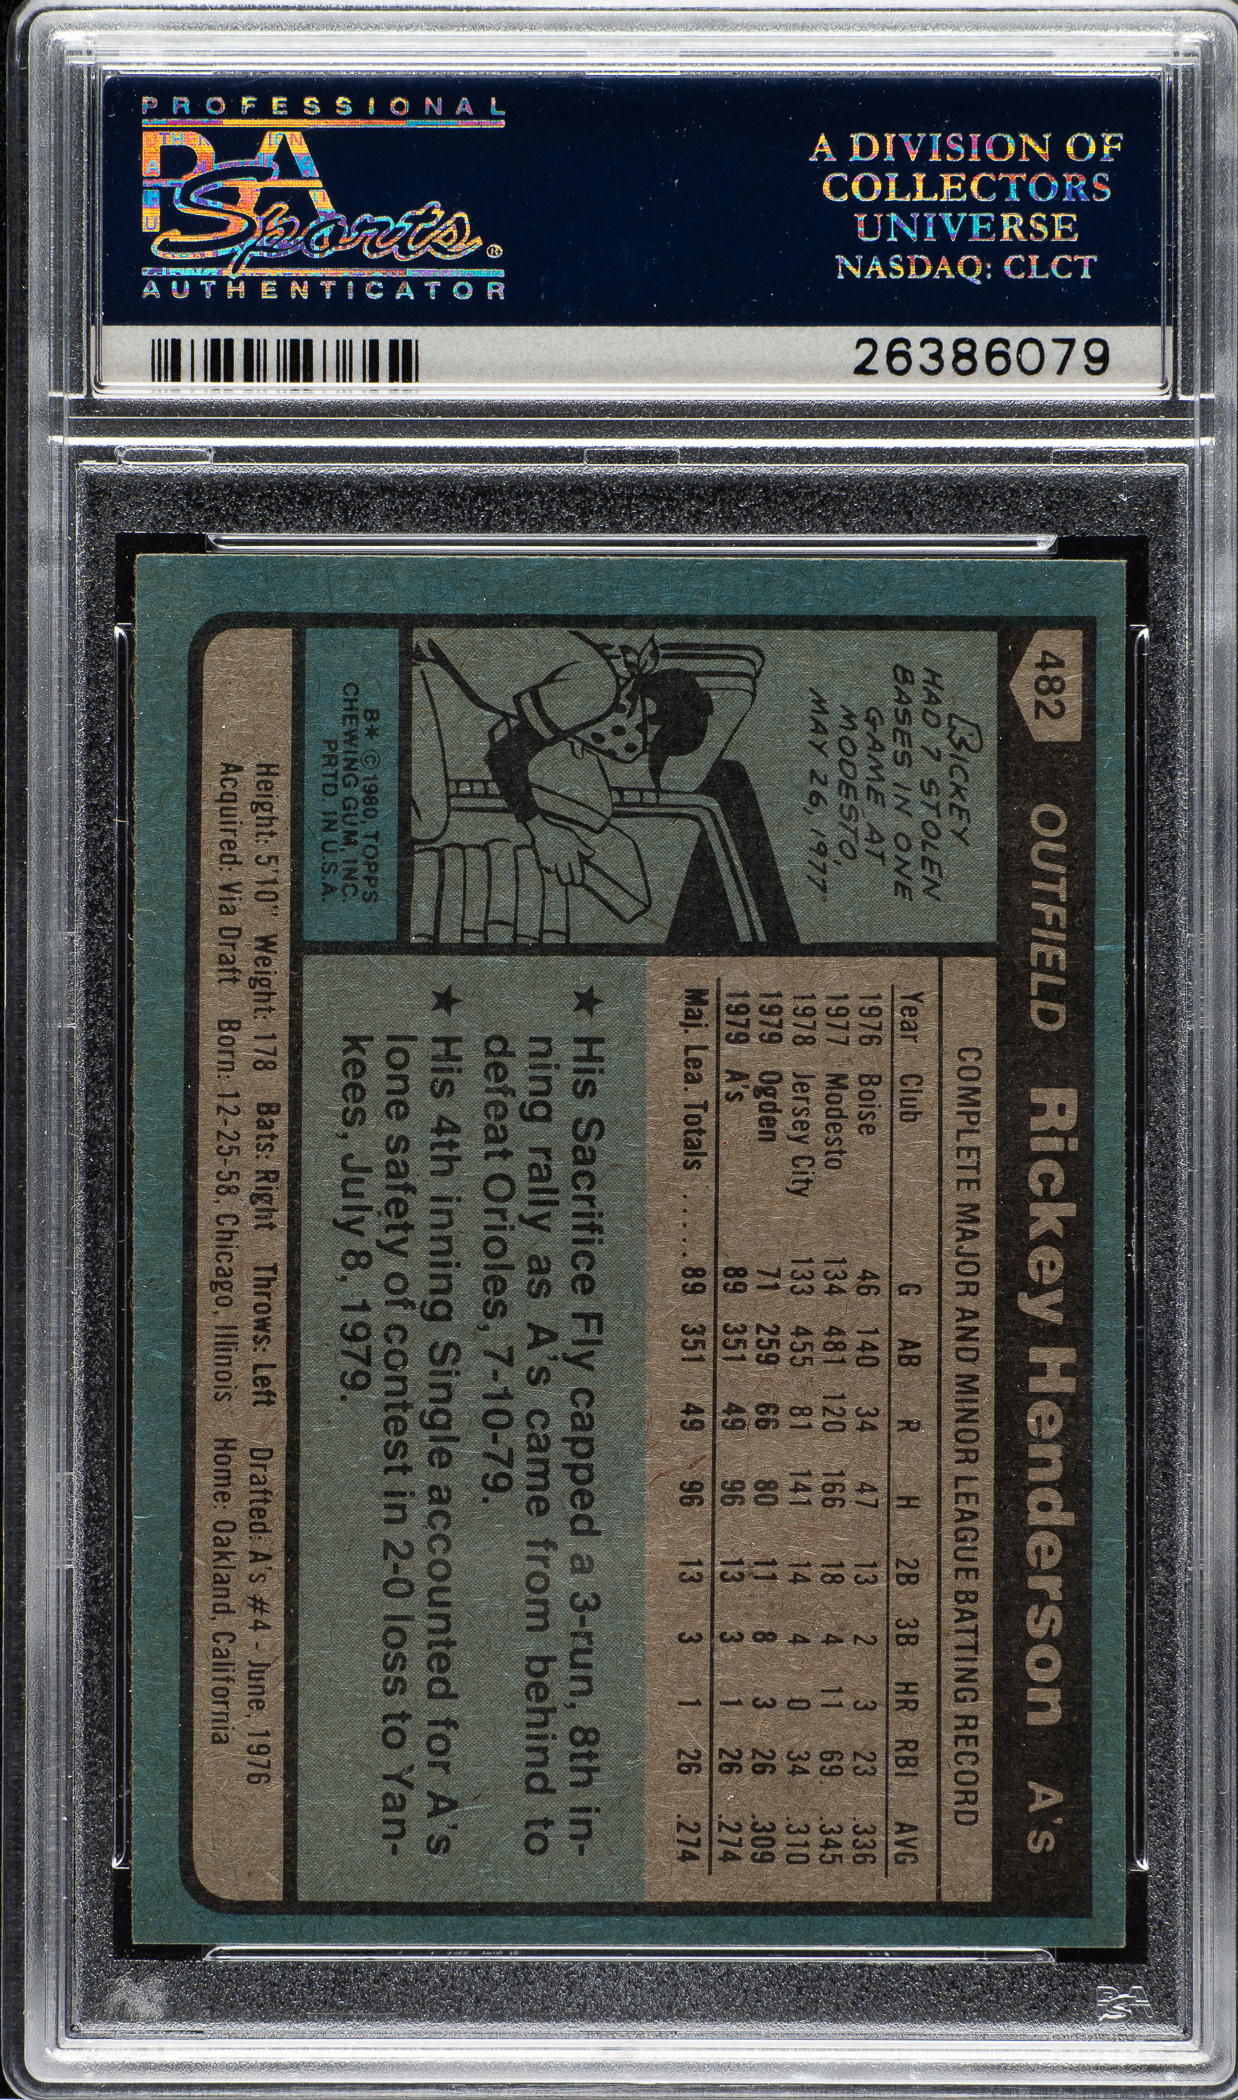 PROFESSIONAL
PSA
Sports®
AUTHENTICATOR
A DIVISION OF
COLLECTORS
UNIVERSE
NASDAQ: CLCT
26386079
482 OUTFIELD Rickey Henderson A's
RICKEY
HAD 7 STOLEN
BASES IN ONE
GAME AT
MODESTO,
MAY 26, 1977
B* © 1980 TOPPS
CHEWING GUM, INC.
PRTD. IN U.S.A.
COMPLETE MAJOR AND MINOR LEAGUE BATTING RECORD
Year Club G AB R H 2B 3B HR RBI AVG
1976 Boise 46 140 34 47 13 2 3 23 .336
1977 Modesto 134 481 120 166 18 4 11 69 .345
1978 Jersey City 133 455 81 141 14 4 0 34 .310
1979 Ogden 71 259 66 80 11 8 3 26 .309
1979 A's 89 351 49 96 13 3 1 26 .274
Maj. Lea. Totals ..... 89 351 49 96 13 3 1 26 .274
★ His Sacrifice Fly capped a 3-run, 8th in-
ning rally as A's came from behind to
defeat Orioles, 7-10-79.
★ His 4th inning Single accounted for A's
lone safety of contest in 2-0 loss to Yan-
kees, July 8, 1979.
Height: 5'10" Weight: 178 Bats: Right Throws: Left Drafted: A's #4 - June, 1976
Acquired: Via Draft Born: 12-25-58, Chicago, Illinois Home: Oakland, California
PSA